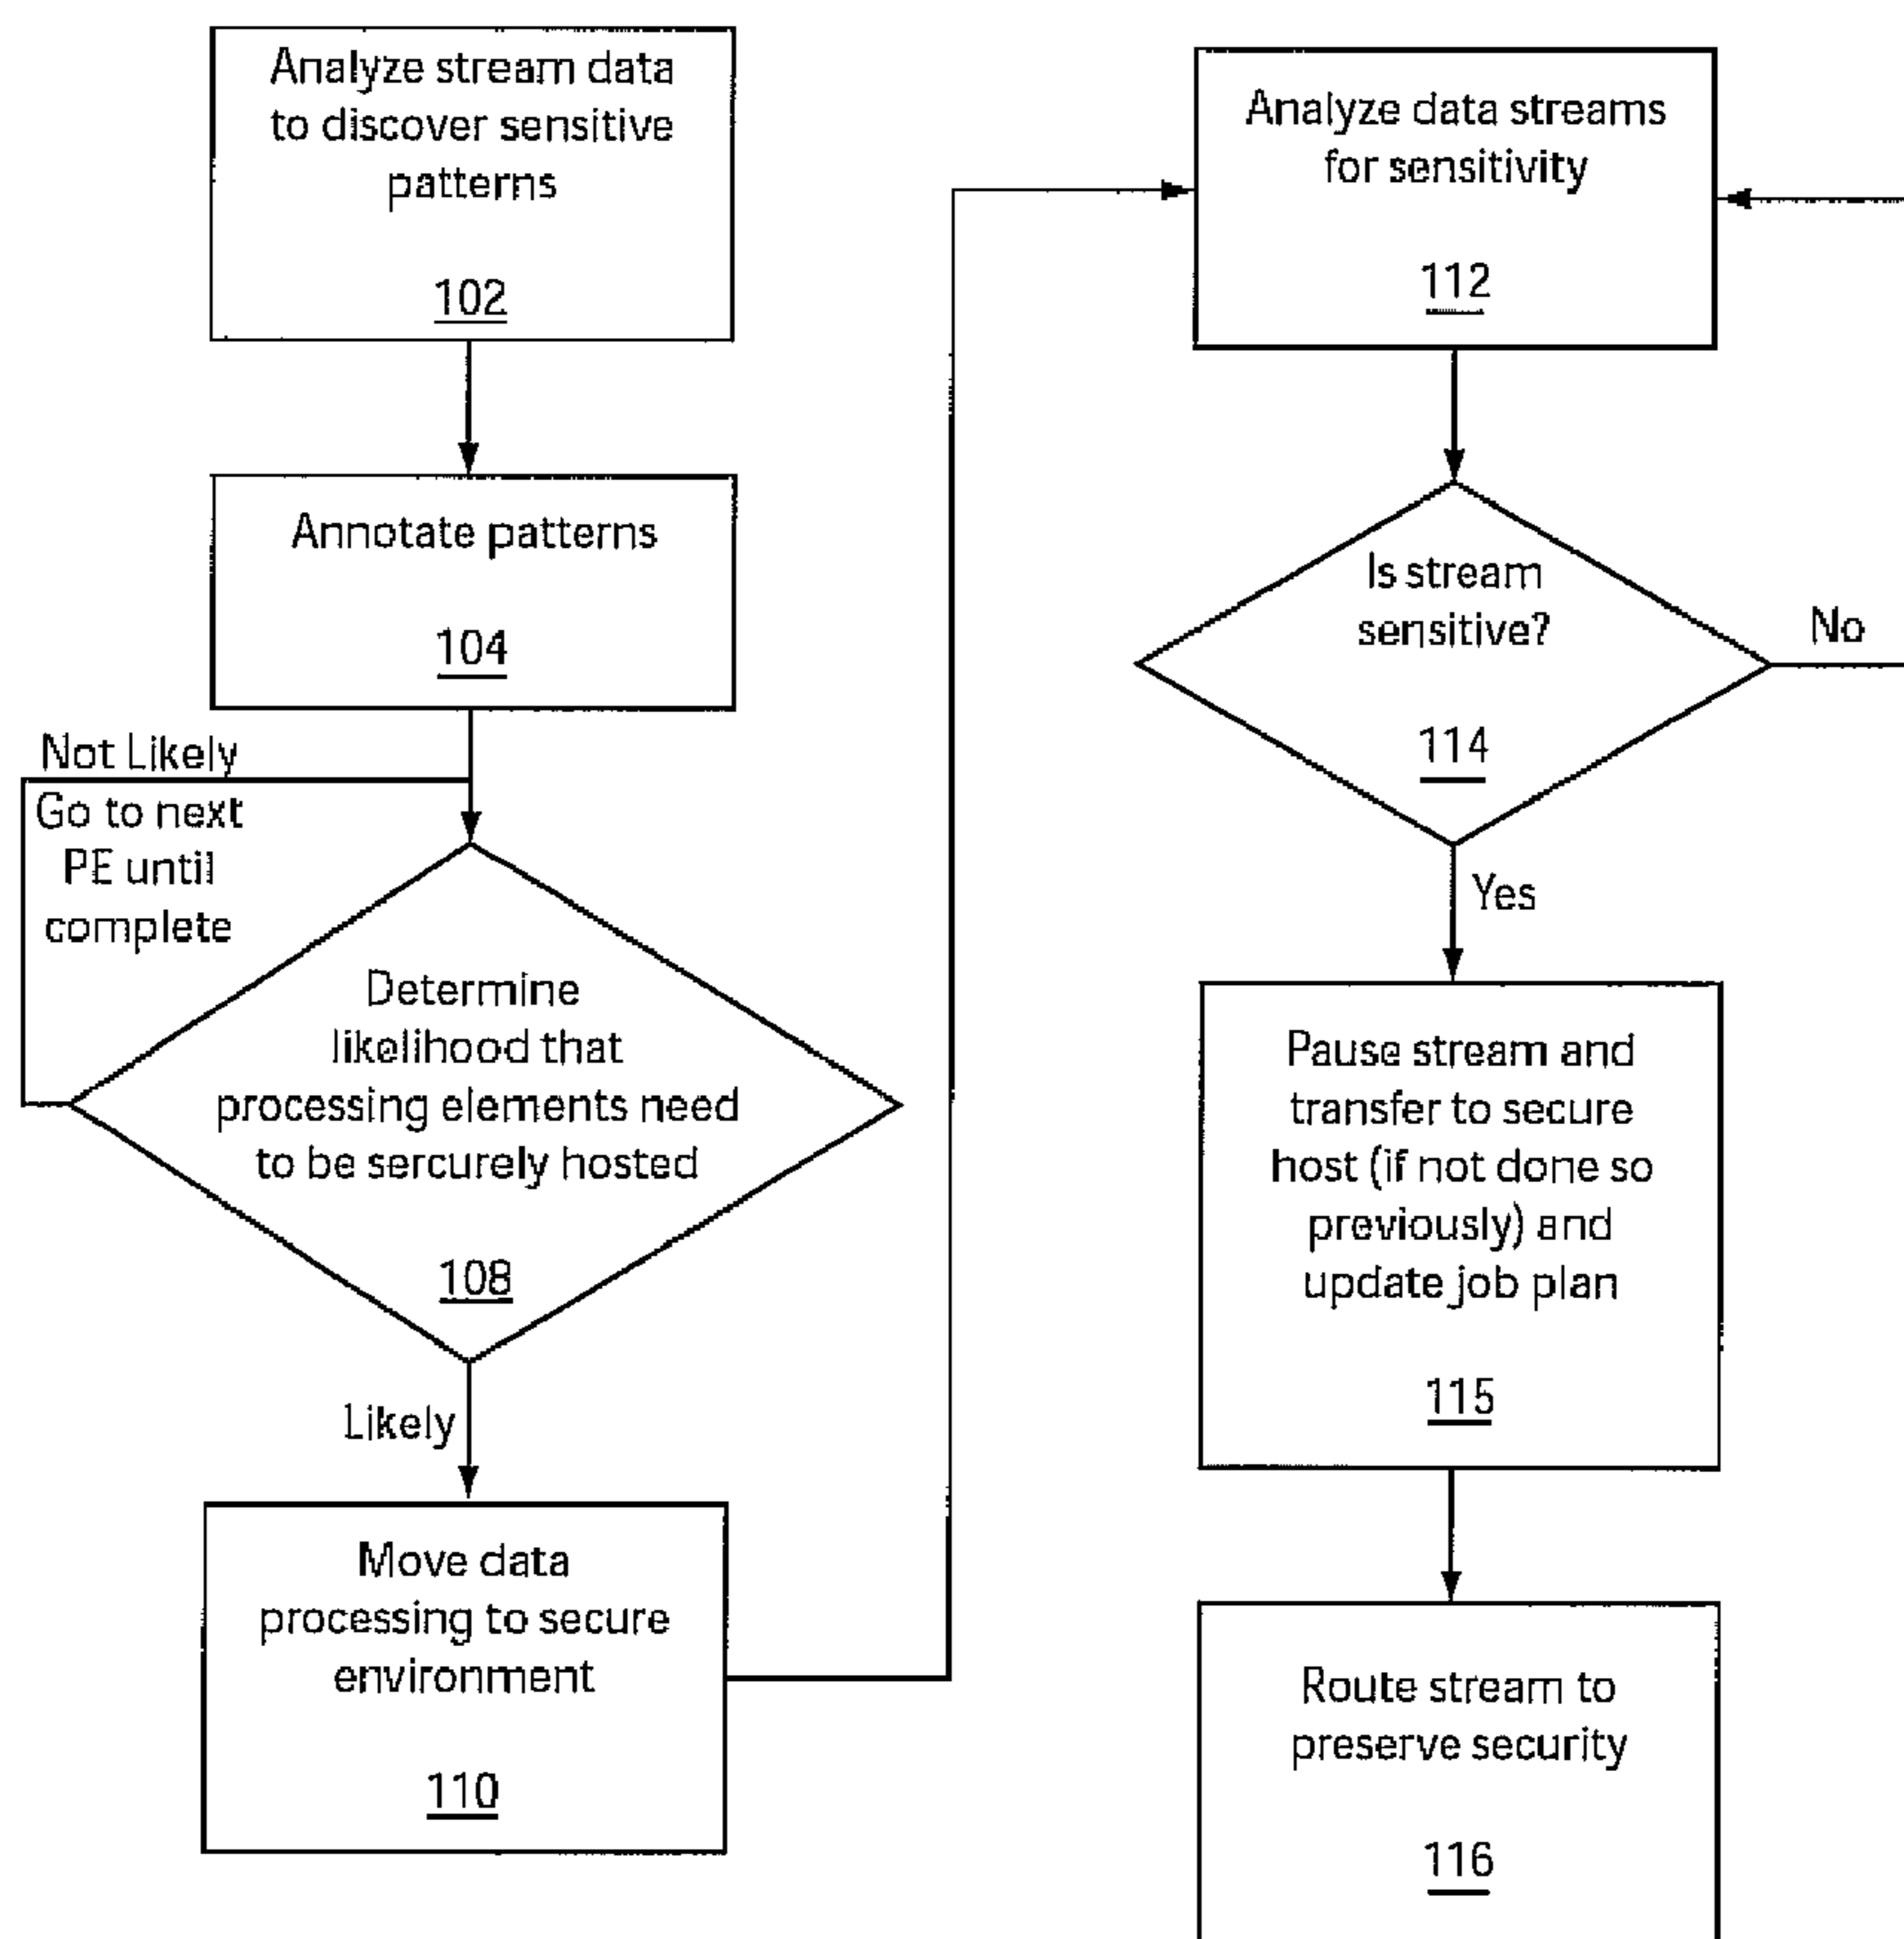 Analyze stream data
to discover sensitive
patterns
102
Annotate patterns
104
Not Likely
Go to next
PE until
complete
Determine
likelihood that
processing elements need
to be sercurely hosted
108
Likely
Move data
processing to secure
environment
110
Analyze data streams
for sensitivity
112
Is stream
sensitive?
114
No
Yes
Pause stream and
transfer to secure
host (if not done so
previously) and
update job plan
115
Route stream to
preserve security
116